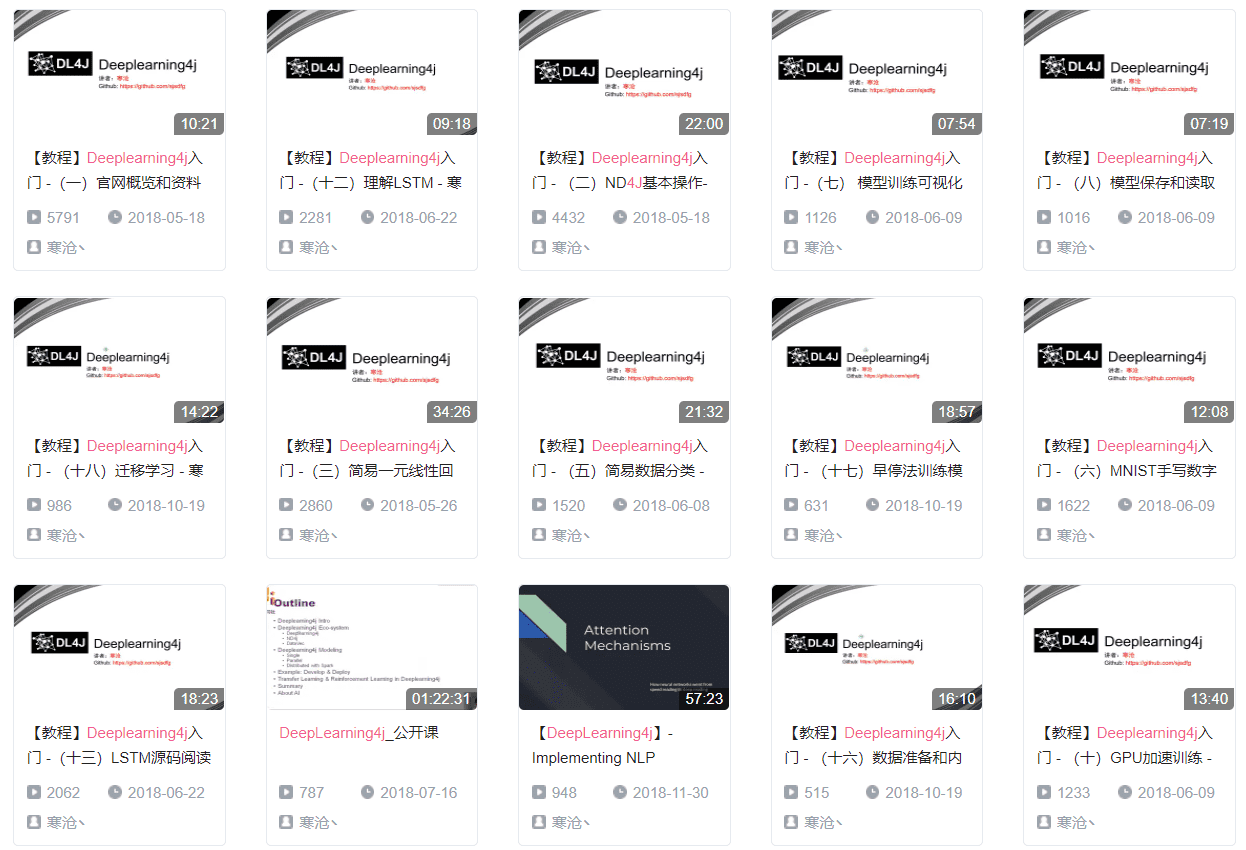 DL4J Deeplearning4j
讲者：寒沧
Github: https://github.com/sjsdfg
10:21
【教程】Deeplearning4j入
门 -（一）官网概览和资料
5791 2018-05-18
寒沧丶
DL4J Deeplearning4j
讲者：寒沧
Github: https://github.com/sjsdfg
09:18
【教程】Deeplearning4j入
门 -（十二）理解LSTM - 寒
2281 2018-06-22
寒沧丶
DL4J Deeplearning4j
讲者：寒沧
Github: https://github.com/sjsdfg
22:00
【教程】Deeplearning4j入
门 - （二）ND4J基本操作-
4432 2018-05-18
寒沧丶
DL4J Deeplearning4j
讲者：寒沧
Github: https://github.com/sjsdfg
07:54
【教程】Deeplearning4j入
门 -（七） 模型训练可视化
1126 2018-06-09
寒沧丶
DL4J Deeplearning4j
讲者：寒沧
Github: https://github.com/sjsdfg
07:19
【教程】Deeplearning4j入
门 - （八）模型保存和读取
1016 2018-06-09
寒沧丶
DL4J Deeplearning4j
讲者：寒沧
Github: https://github.com/sjsdfg
14:22
【教程】Deeplearning4j入
门 - （十八）迁移学习 - 寒
986 2018-10-19
寒沧丶
DL4J Deeplearning4j
讲者：寒沧
Github: https://github.com/sjsdfg
34:26
【教程】Deeplearning4j入
门 -（三）简易一元线性回
2860 2018-05-26
寒沧丶
DL4J Deeplearning4j
讲者：寒沧
Github: https://github.com/sjsdfg
21:32
【教程】Deeplearning4j入
门 -（五）简易数据分类 -
1520 2018-06-08
寒沧丶
DL4J Deeplearning4j
讲者：寒沧
Github: https://github.com/sjsdfg
18:57
【教程】Deeplearning4j入
门 - （十七）早停法训练模
631 2018-10-19
寒沧丶
DL4J Deeplearning4j
讲者：寒沧
Github: https://github.com/sjsdfg
12:08
【教程】Deeplearning4j入
门 - （六）MNIST手写数字
1622 2018-06-09
寒沧丶
DL4J Deeplearning4j
讲者：寒沧
Github: https://github.com/sjsdfg
18:23
【教程】Deeplearning4j入
门 -（十三）LSTM源码阅读
2062 2018-06-22
寒沧丶
Outline
Deeplearning4j Intro
Deeplearning4j Eco-system
Deeplearning4j
ND4j
Datavec
Deeplearning4j Modeling
Single
Parallel
Distributed with Spark
Example: Develop & Deploy
Transfer Learning & Reinforcement Learning in Deeplearning4j
Summary
About AI
01:22:31
DeepLearning4j_公开课
787 2018-07-16
寒沧丶
Attention
Mechanisms
How neural networks went from
speed reading to
57:23
【DeepLearning4j】-
Implementing NLP
948 2018-11-30
寒沧丶
DL4J Deeplearning4j
讲者：寒沧
Github: https://github.com/sjsdfg
16:10
【教程】Deeplearning4j入
门 - （十六）数据准备和内
515 2018-10-19
寒沧丶
DL4J Deeplearning4j
讲者：寒沧
Github: https://github.com/sjsdfg
13:40
【教程】Deeplearning4j入
门 - （十）GPU加速训练 -
1233 2018-06-09
寒沧丶